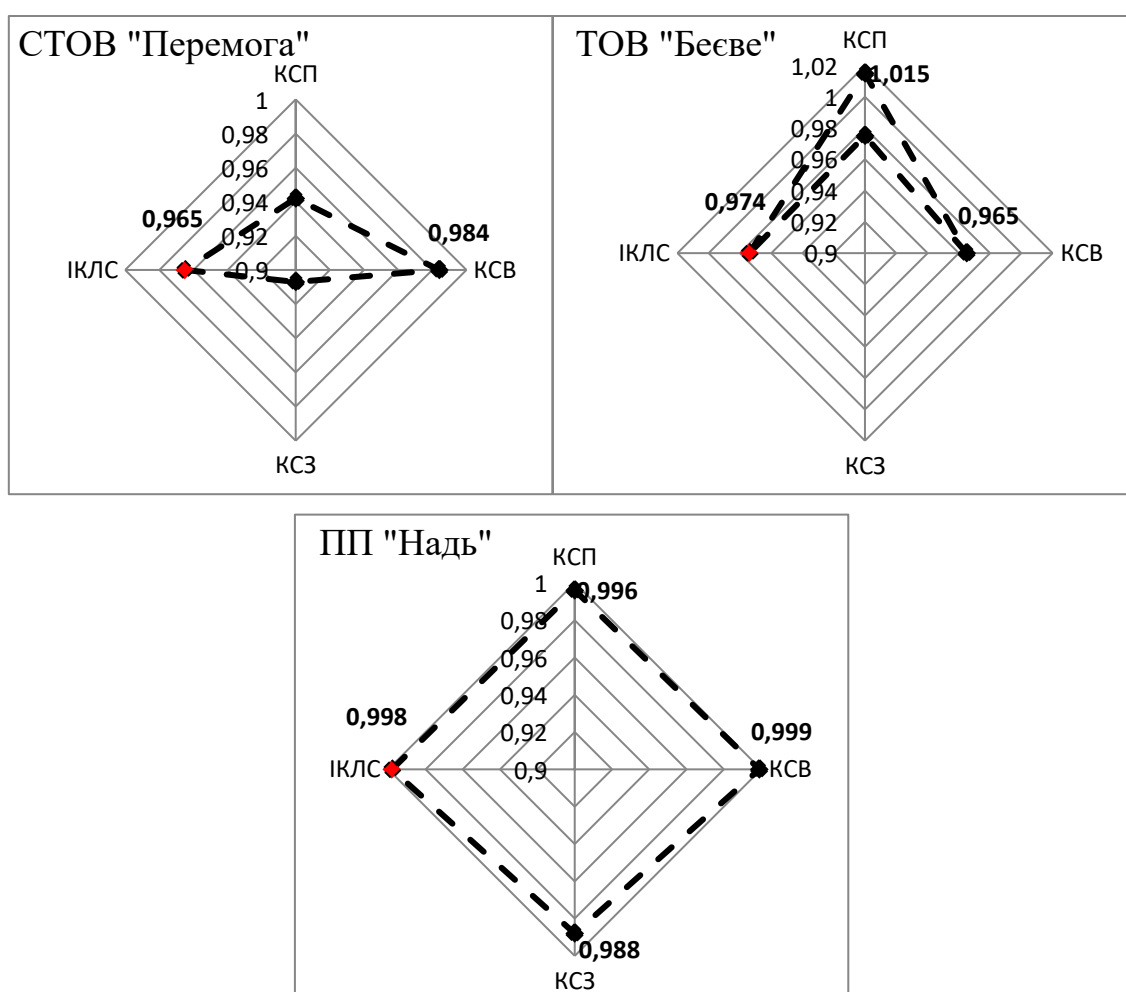 СТОВ "Перемога"
КСП
1
0,98
0,96
0,94
0,92
0,9
0,965
0,984
ІКЛС
КСВ
КСЗ
ТОВ "Беєве"
КСП
1,02
1,015
1
0,98
0,96
0,94
0,92
0,9
0,974
0,965
ІКЛС
КСВ
КСЗ
ПП "Надь"
КСП
1
0,996
0,98
0,96
0,94
0,92
0,9
0,998
0,999
ІКЛС
КСВ
0,988
КСЗ